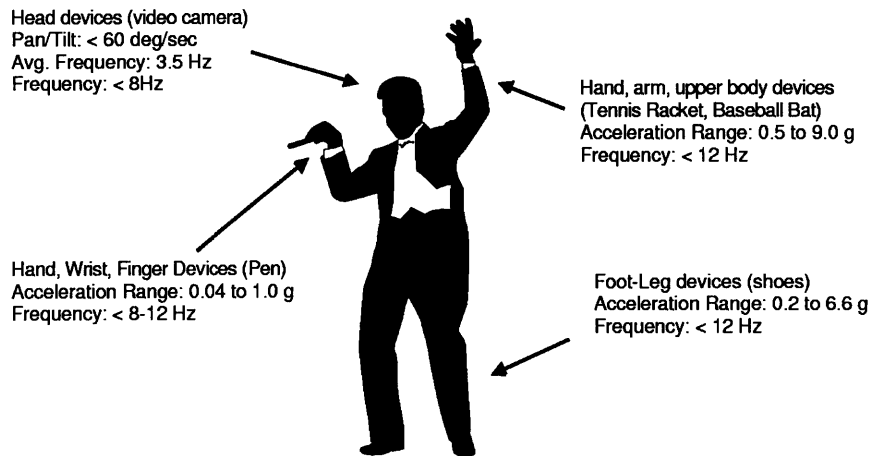 Head devices (video camera)
Pan/Tilt: < 60 deg/sec
Avg. Frequency: 3.5 Hz
Frequency: < 8Hz
Hand, arm, upper body devices
(Tennis Racket, Baseball Bat)
Acceleration Range: 0.5 to 9.0 g
Frequency: < 12 Hz
Hand, Wrist, Finger Devices (Pen)
Acceleration Range: 0.04 to 1.0 g
Frequency: < 8-12 Hz
Foot-Leg devices (shoes)
Acceleration Range: 0.2 to 6.6 g
Frequency: < 12 Hz